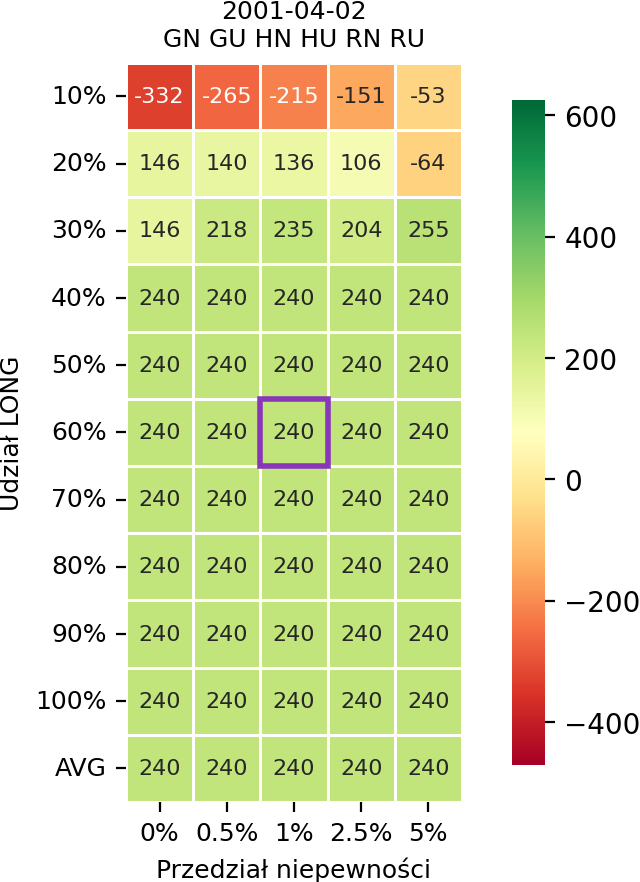 2001-04-02
GN GU HN HU RN RU
10% -332 -265 -215 -151 -53
20% 146 140 136 106 -64
30% 146 218 235 204 255
40% 240 240 240 240 240
50% 240 240 240 240 240
60% 240 240 240 240 240
70% 240 240 240 240 240
80% 240 240 240 240 240
90% 240 240 240 240 240
100% 240 240 240 240 240
AVG 240 240 240 240 240
0% 0.5% 1% 2.5% 5%
Przedział niepewności
Udział LONG
600
400
200
0
−200
−400